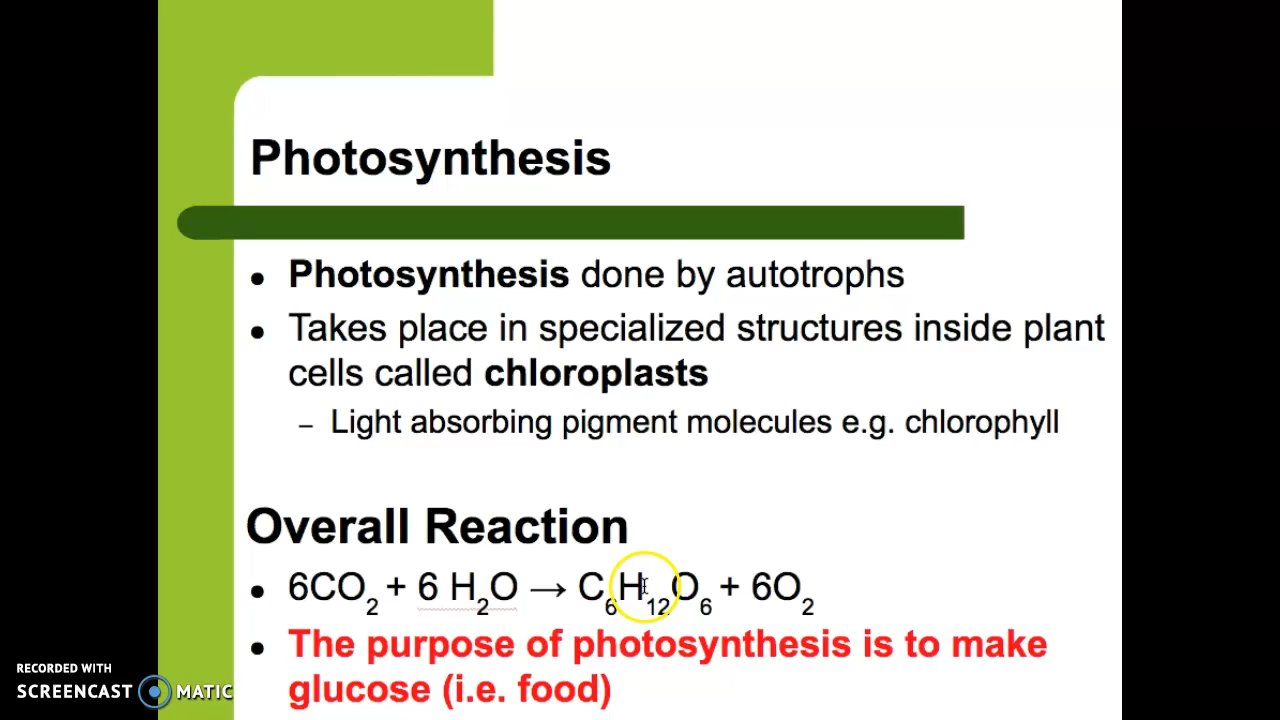 Photosynthesis
• Photosynthesis done by autotrophs
• Takes place in specialized structures inside plant
cells called chloroplasts
– Light absorbing pigment molecules e.g. chlorophyll
Overall Reaction
• 6CO₂ + 6 H₂O → C₆H₁₂O₆ + 6O₂
• The purpose of photosynthesis is to make
glucose (i.e. food)
RECORDED WITH
SCREENCAST MATIC